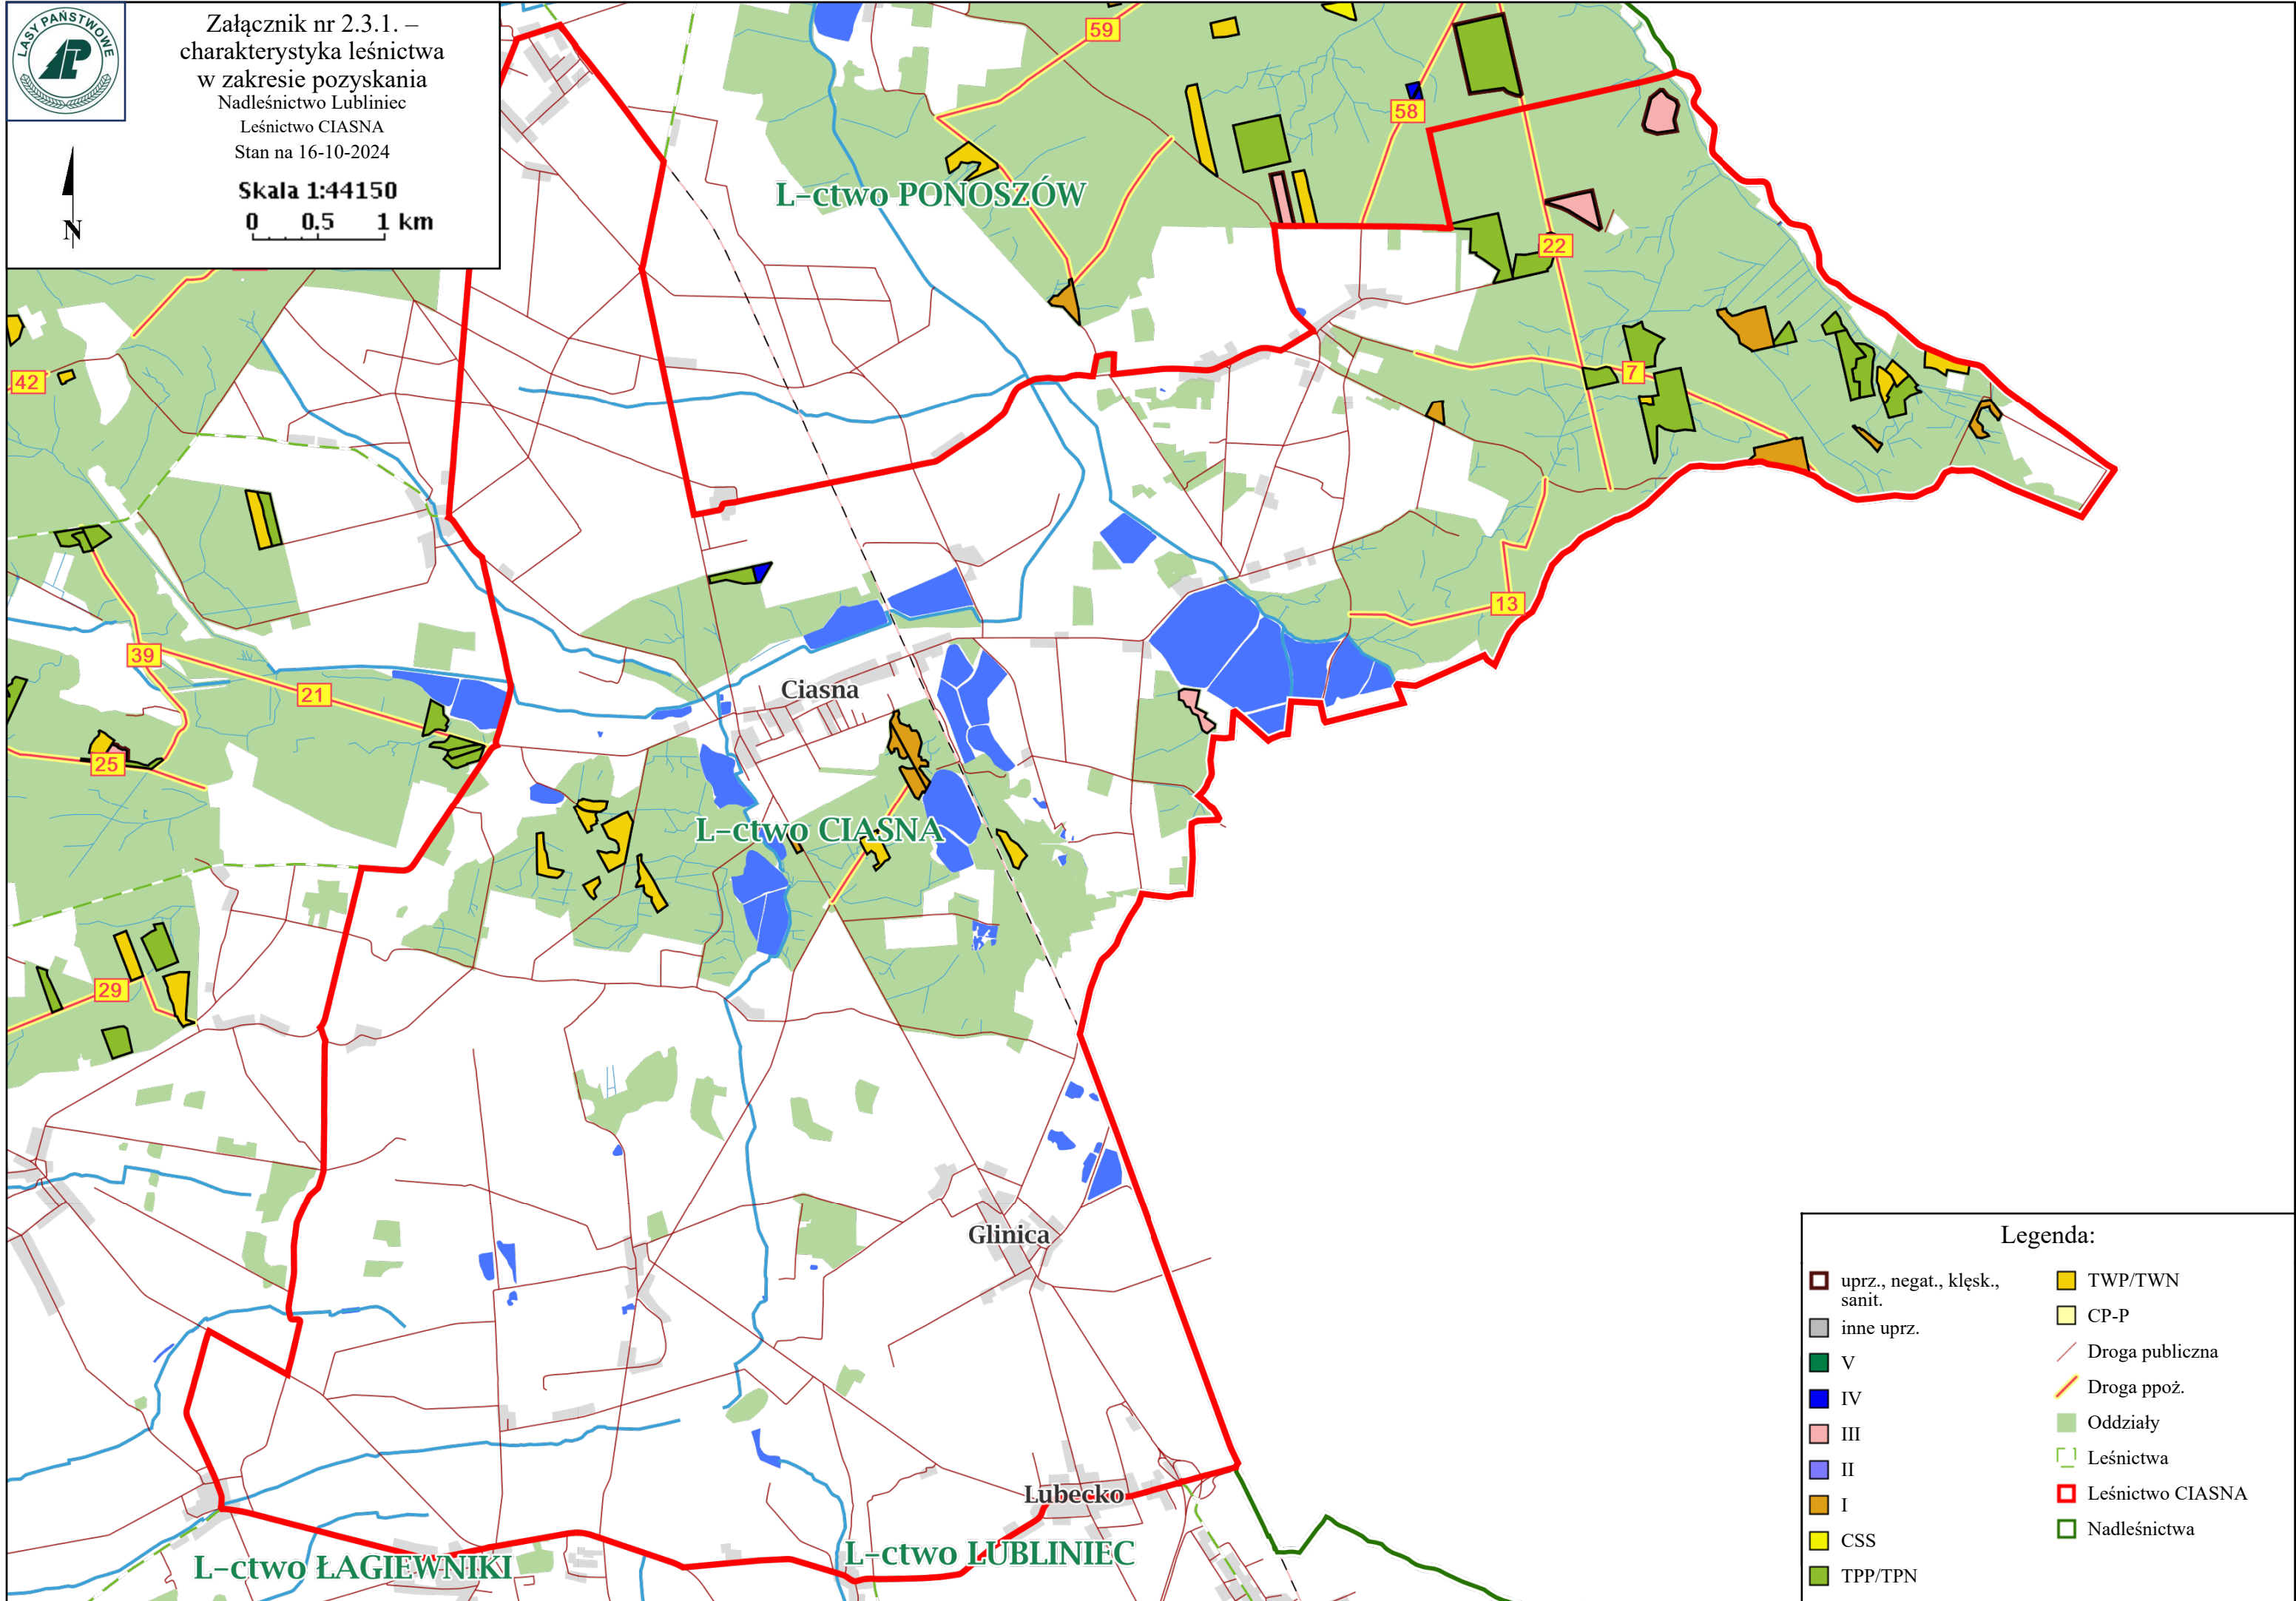 LASY PAŃSTWOWE
Załącznik nr 2.3.1. –
charakterystyka leśnictwa
w zakresie pozyskania
Nadleśnictwo Lubliniec
Leśnictwo CIASNA
Stan na 16-10-2024
Skala 1:44150
0 0.5 1 km
N
59
58
L-ctwo PONOSZÓW
22
42
7
13
39
21
Ciasna
25
L-ctwo CIASNA
29
Glinica
Lubecko
L-ctwo LUBLINIEC
L-ctwo ŁAGIEWNIKI
Legenda:
uprz., negat., klęsk.,
sanit.
inne uprz.
V
IV
III
II
I
CSS
TPP/TPN
TWP/TWN
CP-P
Droga publiczna
Droga ppoż.
Oddziały
Leśnictwa
Leśnictwo CIASNA
Nadleśnictwa